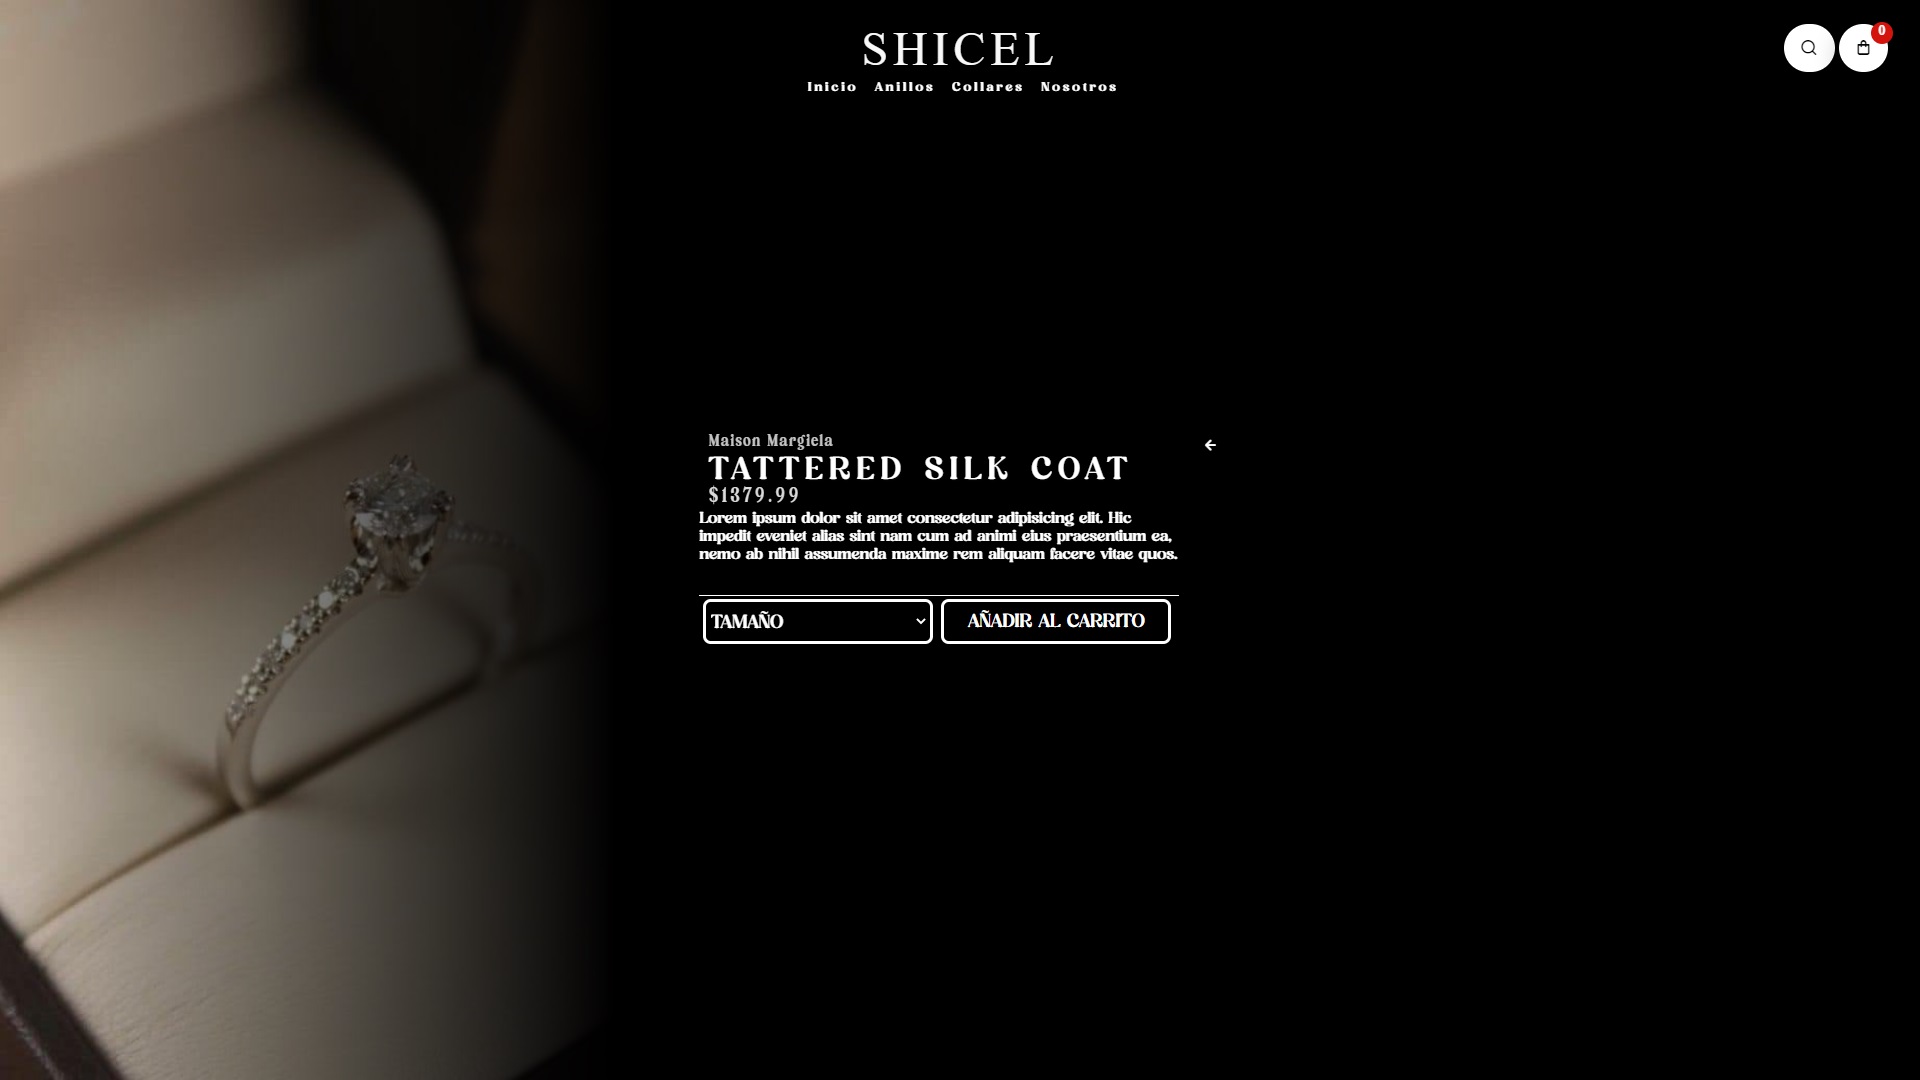 SHICEL
0
Inicio Anillos Collares Nosotros
Maison Margiela
TATTERED SILK COAT
$1379.99
Lorem ipsum dolor sit amet consectetur adipisicing elit. Hic
impedit eveniet alias sint nam cum ad animi eius praesentium ea,
nemo ab nihil assumenda maxime rem aliquam facere vitae quos.
TAMAÑO
AÑADIR AL CARRITO